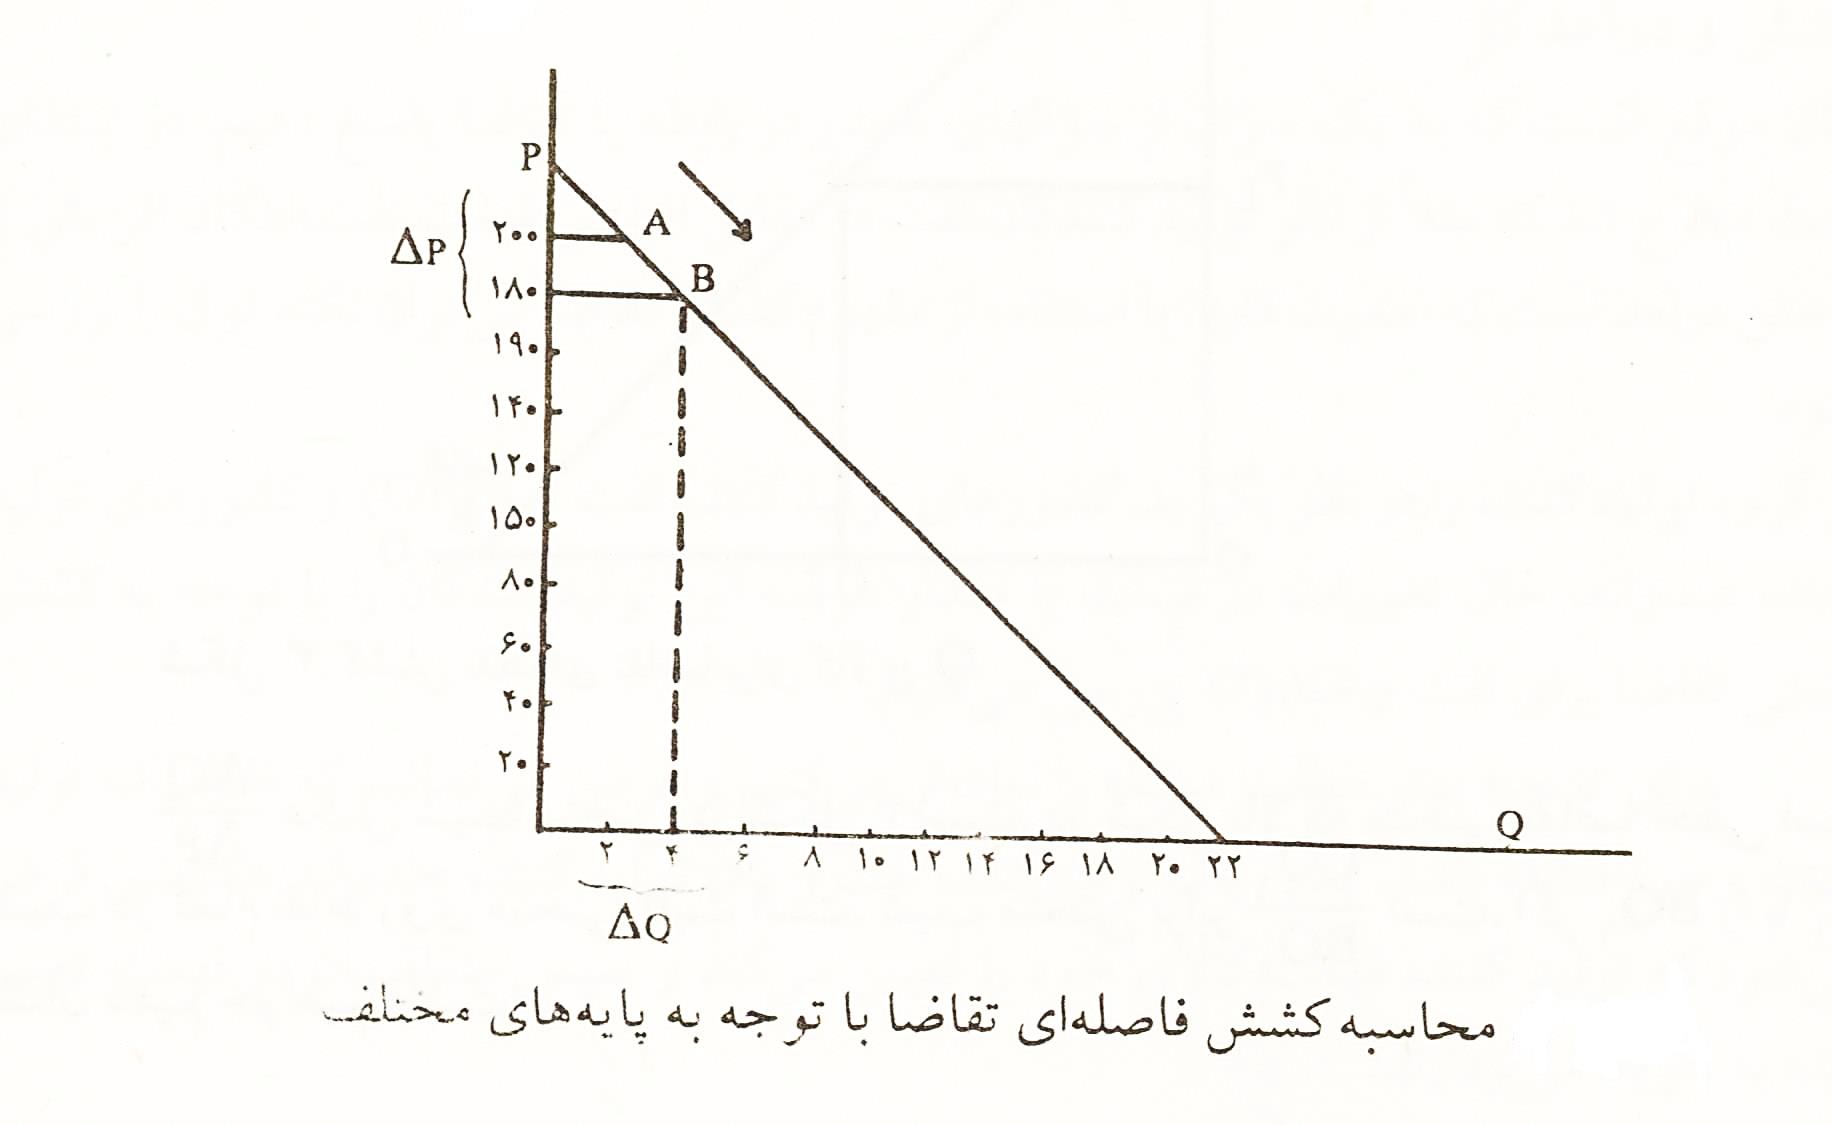 P
A
ΔP
۲۰۰
B
۱۸۰
۱۹۰
۱۴۰
۱۲۰
۱۵۰
۸۰
۶۰
۴۰
۲۰
Q
۲ ۴ ۶ ۸ ۱۰ ۱۲ ۱۴ ۱۶ ۱۸ ۲۰ ۲۲
ΔQ
محاسبه کشش فاصله‌ای تقاضا با توجه به پایه‌های مختلف